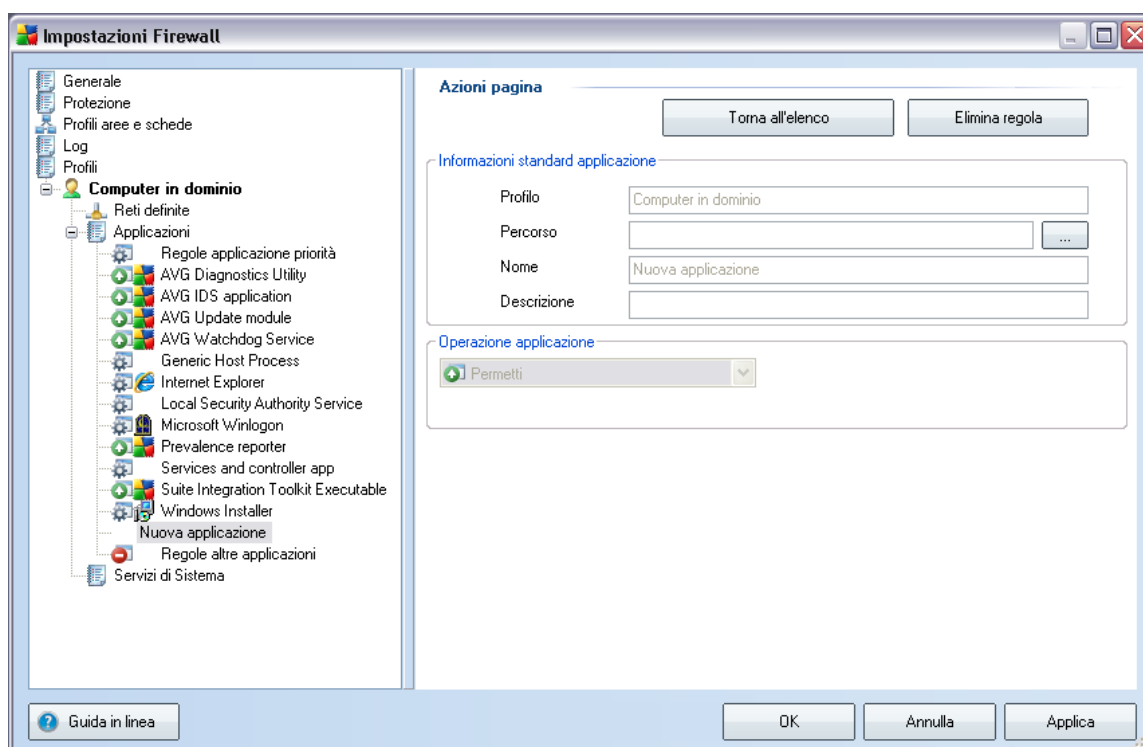 Impostazioni Firewall
Generale
Protezione
Profili aree e schede
Log
Profili
Computer in dominio
Reti definite
Applicazioni
Regole applicazione priorità
AVG Diagnostics Utility
AVG IDS application
AVG Update module
AVG Watchdog Service
Generic Host Process
Internet Explorer
Local Security Authority Service
Microsoft Winlogon
Prevalence reporter
Services and controller app
Suite Integration Toolkit Executable
Windows Installer
Nuova applicazione
Regole altre applicazioni
Servizi di Sistema
Azioni pagina
Torna all'elenco
Elimina regola
Informazioni standard applicazione
Profilo
Computer in dominio
Percorso
...
Nome
Nuova applicazione
Descrizione
Operazione applicazione
Permetti
Guida in linea
OK
Annulla
Applica